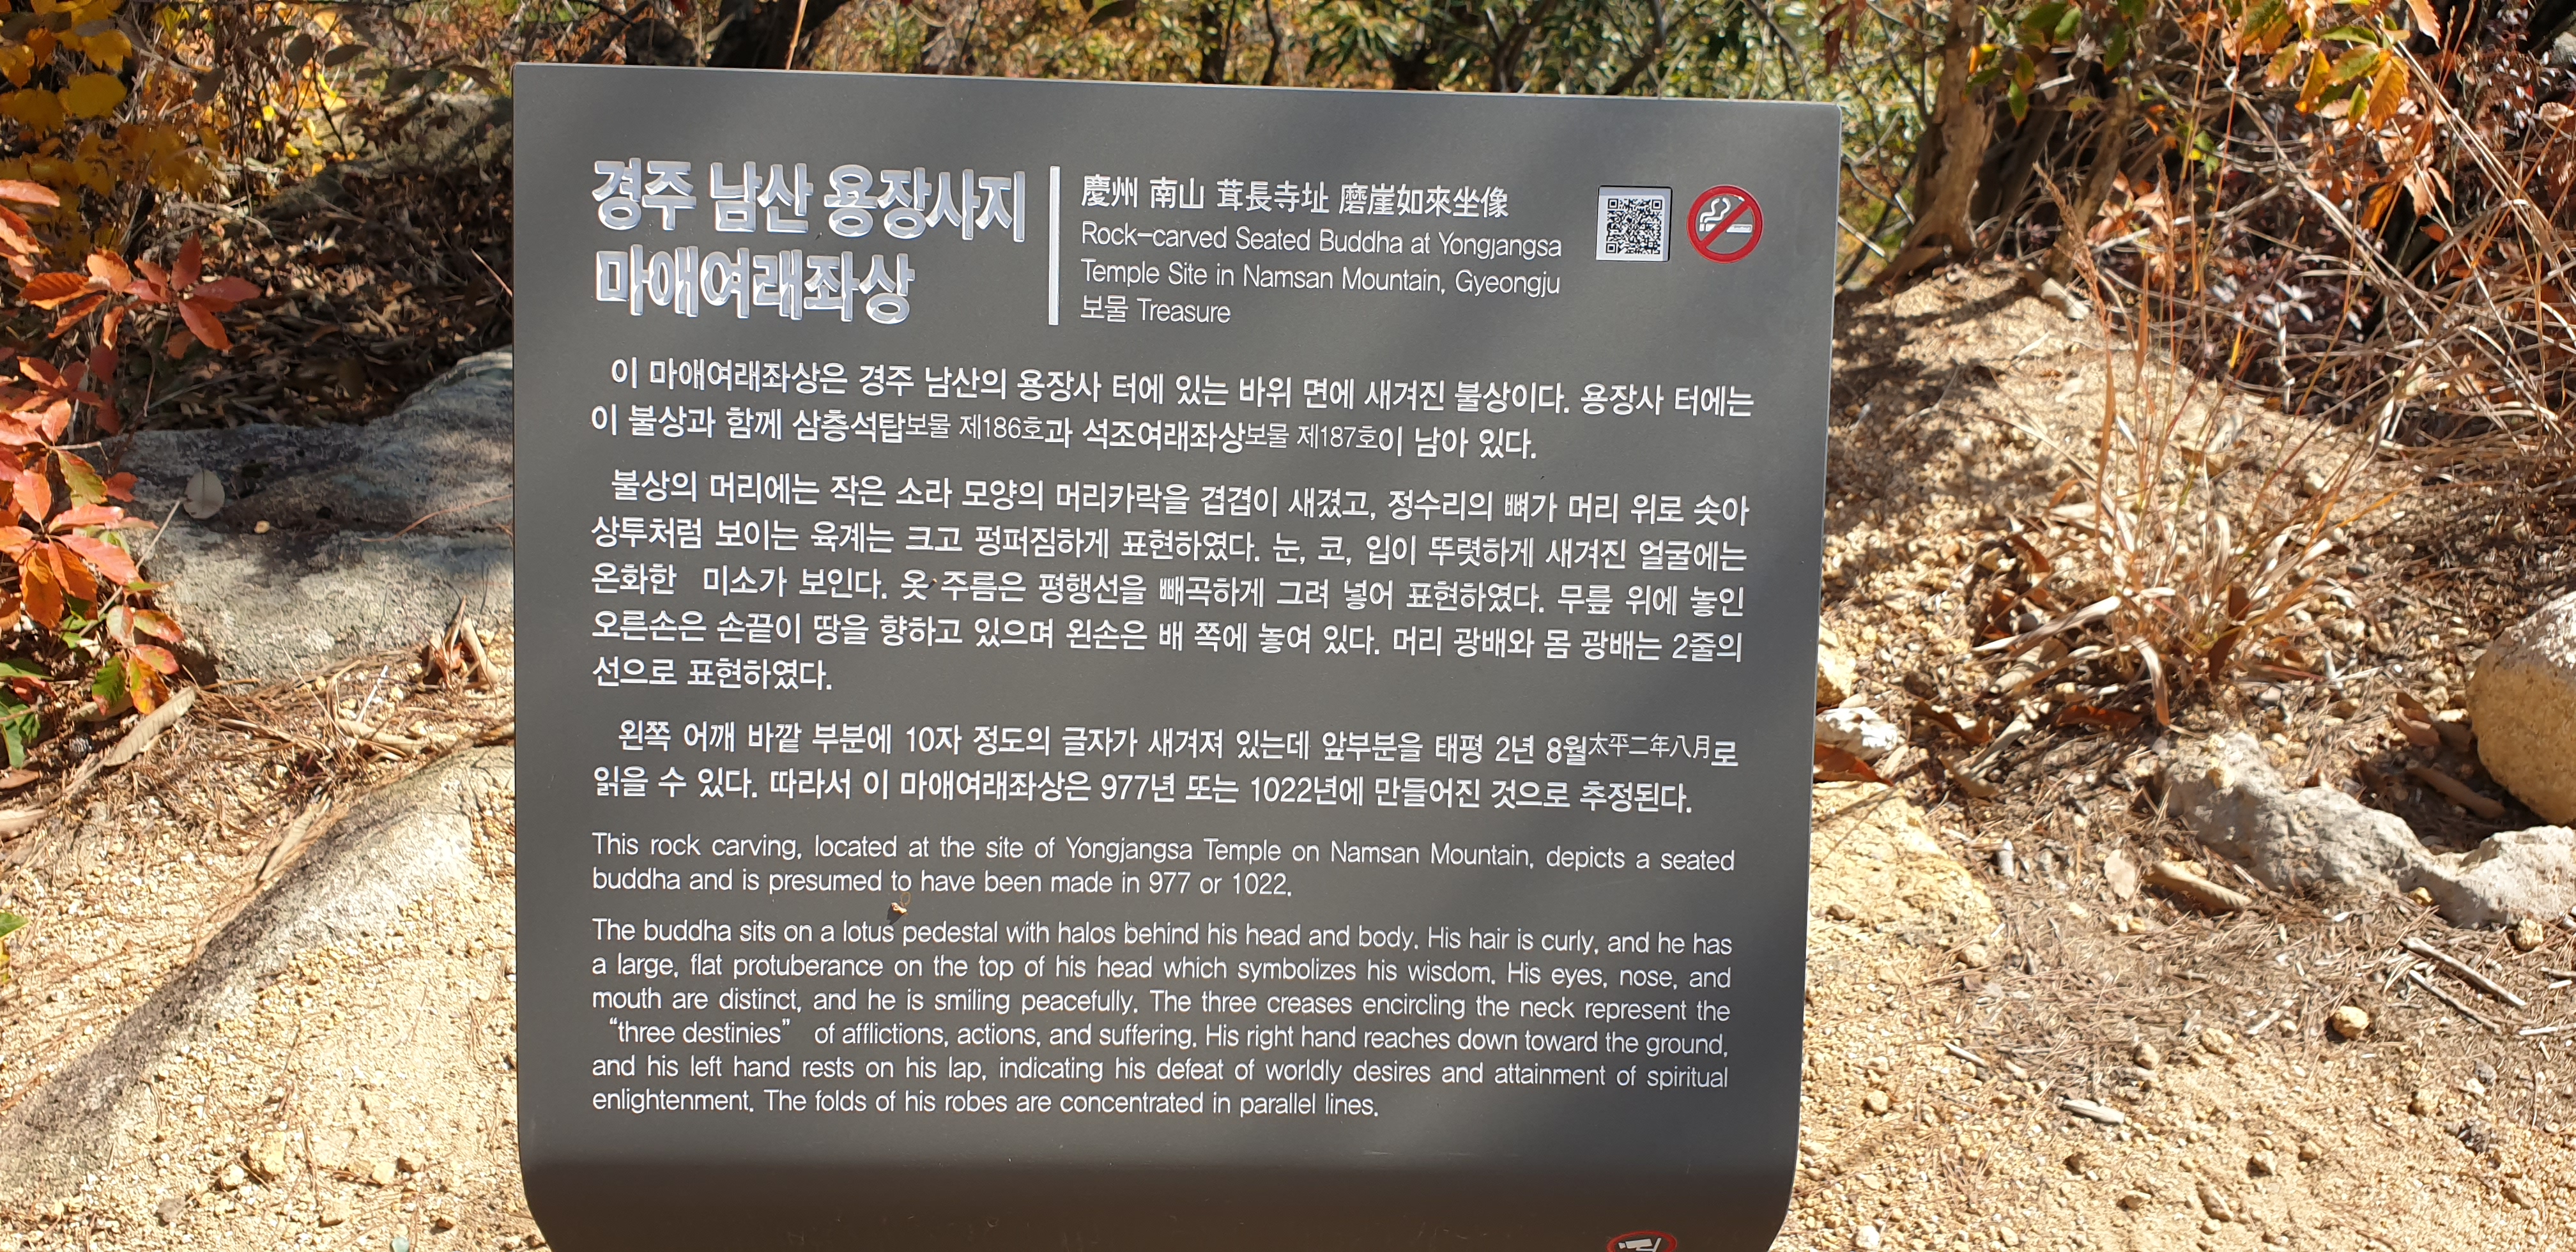 경주 남산 용장사지
마애여래좌상
慶州 南山 茸長寺址 磨崖如來坐像
Rock-carved Seated Buddha at Yongjangsa
Temple Site in Namsan Mountain, Gyeongju
보물 Treasure
이 마애여래좌상은 경주 남산의 용장사 터에 있는 바위 면에 새겨진 불상이다. 용장사 터에는
이 불상과 함께 삼층석탑보물 제186호과 석조여래좌상보물 제187호이 남아 있다.
불상의 머리에는 작은 소라 모양의 머리카락을 겹겹이 새겼고, 정수리의 뼈가 머리 위로 솟아
상투처럼 보이는 육계는 크고 펑퍼짐하게 표현하였다. 눈, 코, 입이 뚜렷하게 새겨진 얼굴에는
온화한 미소가 보인다. 옷 주름은 평행선을 빼곡하게 그려 넣어 표현하였다. 무릎 위에 놓인
오른손은 손끝이 땅을 향하고 있으며 왼손은 배 쪽에 놓여 있다. 머리 광배와 몸 광배는 2줄의
선으로 표현하였다.
왼쪽 어깨 바깥 부분에 10자 정도의 글자가 새겨져 있는데 앞부분을 태평 2년 8월太平二年八月로
읽을 수 있다. 따라서 이 마애여래좌상은 977년 또는 1022년에 만들어진 것으로 추정된다.
This rock carving, located at the site of Yongjangsa Temple on Namsan Mountain, depicts a seated
buddha and is presumed to have been made in 977 or 1022.
The buddha sits on a lotus pedestal with halos behind his head and body. His hair is curly, and he has
a large, flat protuberance on the top of his head which symbolizes his wisdom. His eyes, nose, and
mouth are distinct, and he is smiling peacefully. The three creases encircling the neck represent the
“three destinies” of afflictions, actions, and suffering. His right hand reaches down toward the ground,
and his left hand rests on his lap, indicating his defeat of worldly desires and attainment of spiritual
enlightenment. The folds of his robes are concentrated in parallel lines.